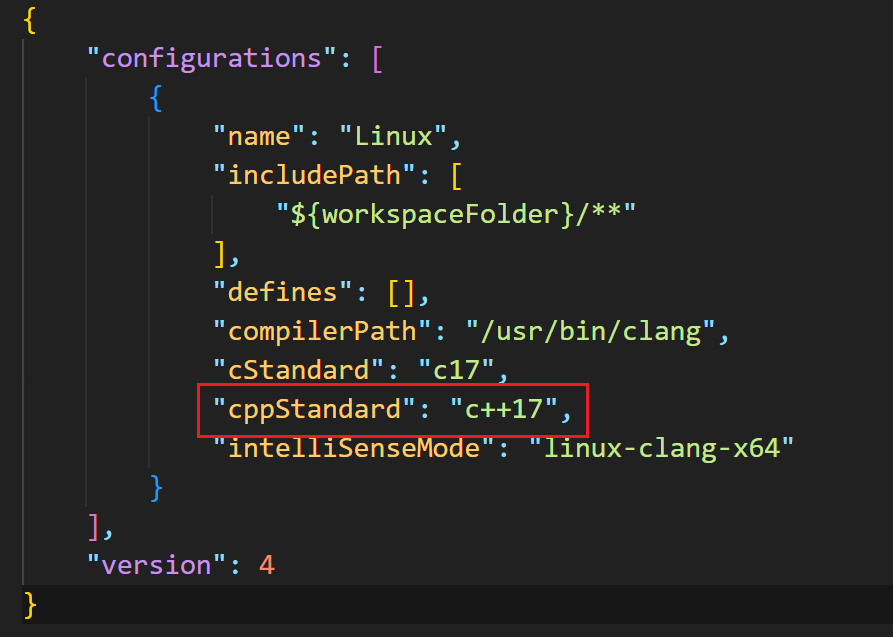 {
"configurations": [
{
"name": "Linux",
"includePath": [
"${workspaceFolder}/**"
],
"defines": [],
"compilerPath": "/usr/bin/clang",
"cStandard": "c17",
"cppStandard": "c++17",
"intelliSenseMode": "linux-clang-x64"
}
],
"version": 4
}